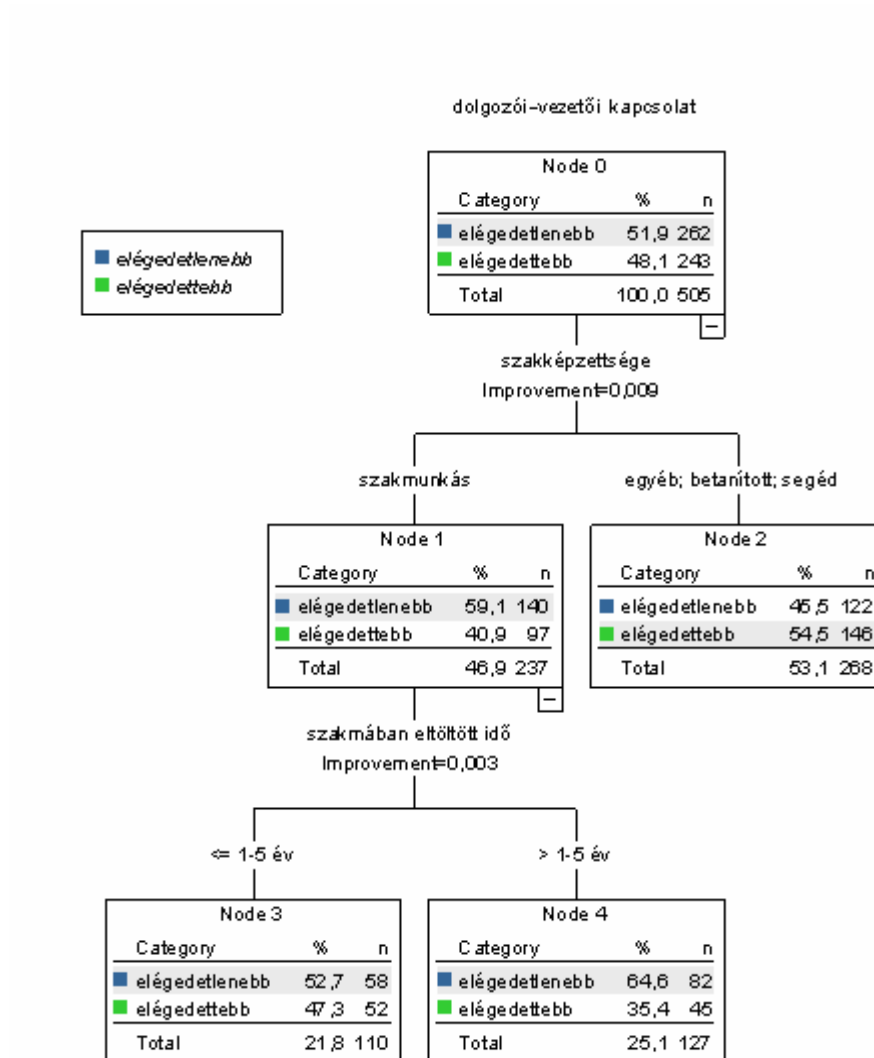 dolgozói-vezetői kapcsolat
Node 0
Category % n
elégedetlenebb 51,9 262
elégedettebb 48,1 243
Total 100,0 505
elégedetlenebb
elégedettebb
szakképzettsége
Improvement=0,009
szakmunkás egyéb; betanított; segéd
Node 1
Category % n
elégedetlenebb 59,1 140
elégedettebb 40,9 97
Total 46,9 237
Node 2
Category % n
elégedetlenebb 45,5 122
elégedettebb 54,5 146
Total 53,1 268
szakmában eltöltött idő
Improvement=0,003
<= 1-5 év > 1-5 év
Node 3
Category % n
elégedetlenebb 52,7 58
elégedettebb 47,3 52
Total 21,8 110
Node 4
Category % n
elégedetlenebb 64,6 82
elégedettebb 35,4 45
Total 25,1 127